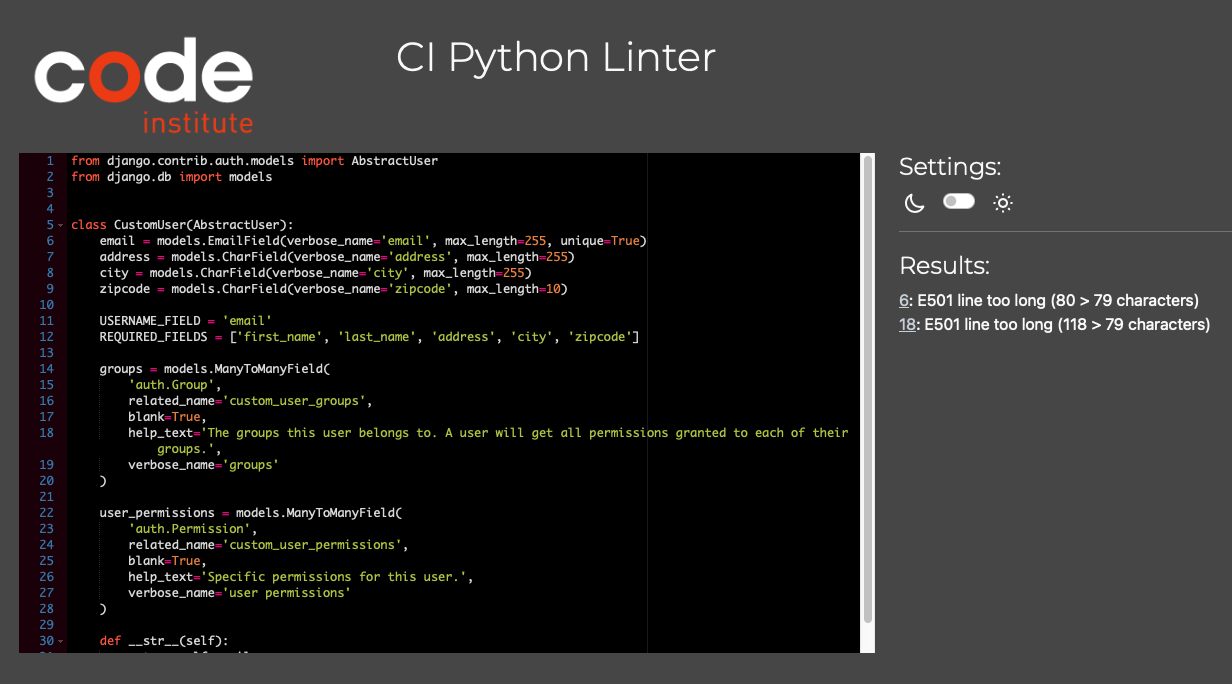 code
institute
CI Python Linter
1 from django.contrib.auth.models import AbstractUser
2 from django.db import models
3
4
5 class CustomUser(AbstractUser):
6     email = models.EmailField(verbose_name='email', max_length=255, unique=True)
7     address = models.CharField(verbose_name='address', max_length=255)
8     city = models.CharField(verbose_name='city', max_length=255)
9     zipcode = models.CharField(verbose_name='zipcode', max_length=10)
10
11     USERNAME_FIELD = 'email'
12     REQUIRED_FIELDS = ['first_name', 'last_name', 'address', 'city', 'zipcode']
13
14     groups = models.ManyToManyField(
15         'auth.Group',
16         related_name='custom_user_groups',
17         blank=True,
18         help_text='The groups this user belongs to. A user will get all permissions granted to each of their
groups.',
19         verbose_name='groups'
20     )
21
22     user_permissions = models.ManyToManyField(
23         'auth.Permission',
24         related_name='custom_user_permissions',
25         blank=True,
26         help_text='Specific permissions for this user.',
27         verbose_name='user permissions'
28     )
29
30     def __str__(self):
Settings:
Results:
6: E501 line too long (80 > 79 characters)
18: E501 line too long (118 > 79 characters)